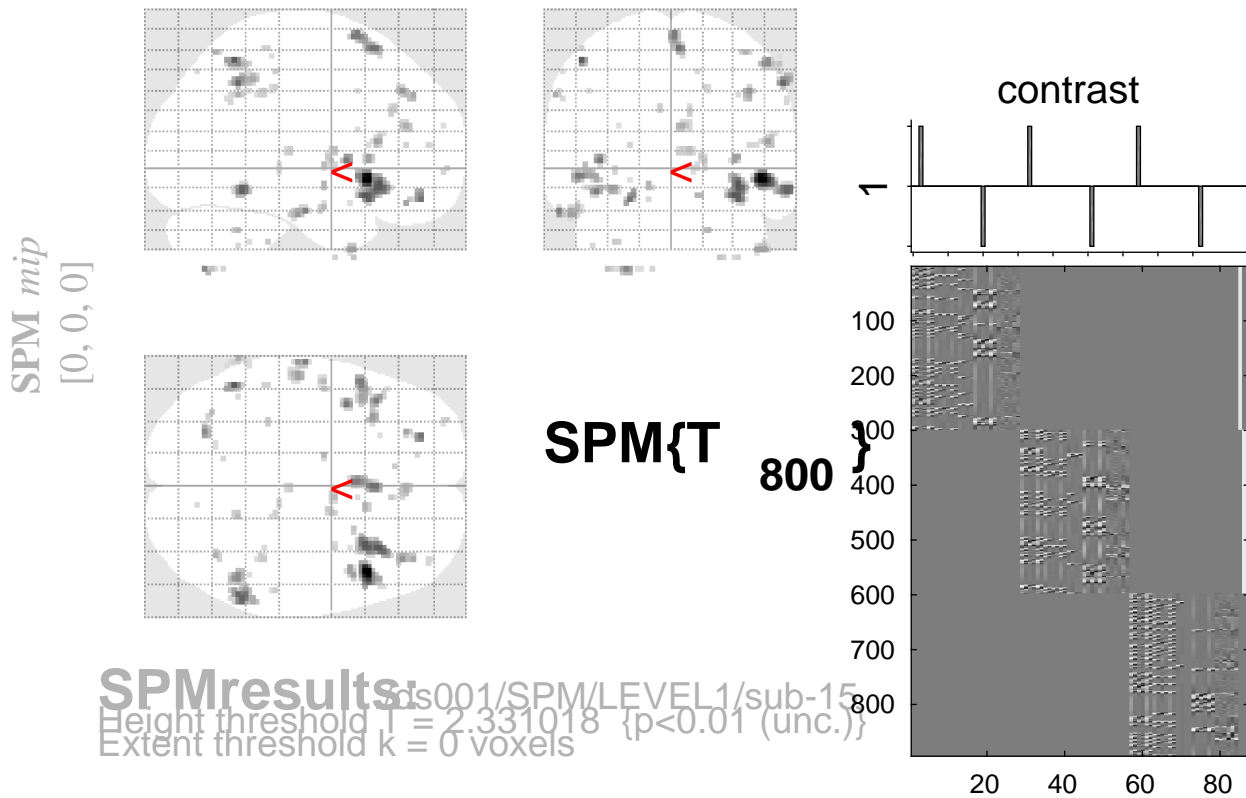 SPM mip
[0, 0, 0]
<
<
<
SPM{T800}
contrast
1
100
200
300
400
500
600
700
800
20
40
60
80
SPMresults: /ds001/SPM/LEVEL1/sub-15
Height threshold T = 2.331018 {p<0.01 (unc.)}
Extent threshold k = 0 voxels